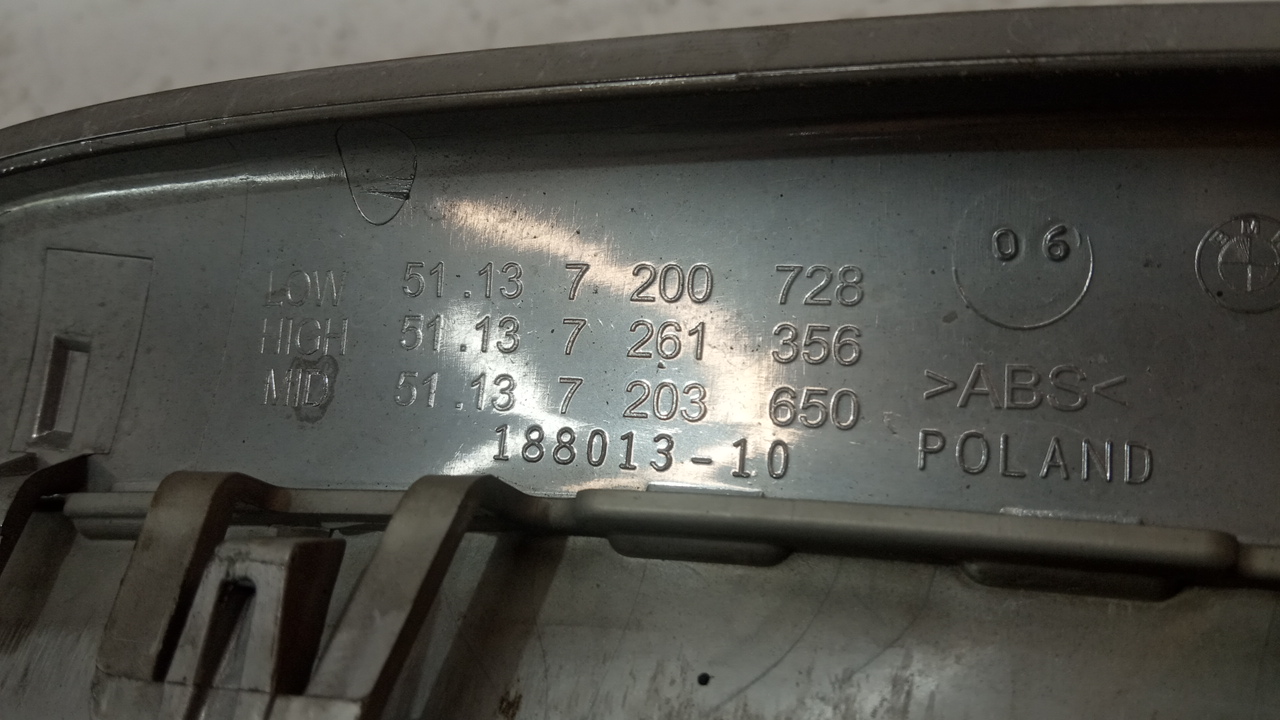 LOW 51.13 7 200 728
HIGH 51.13 7 261 356
MID 51.13 7 203 650
188013-10
06
>ABS<
POLAND
BMW